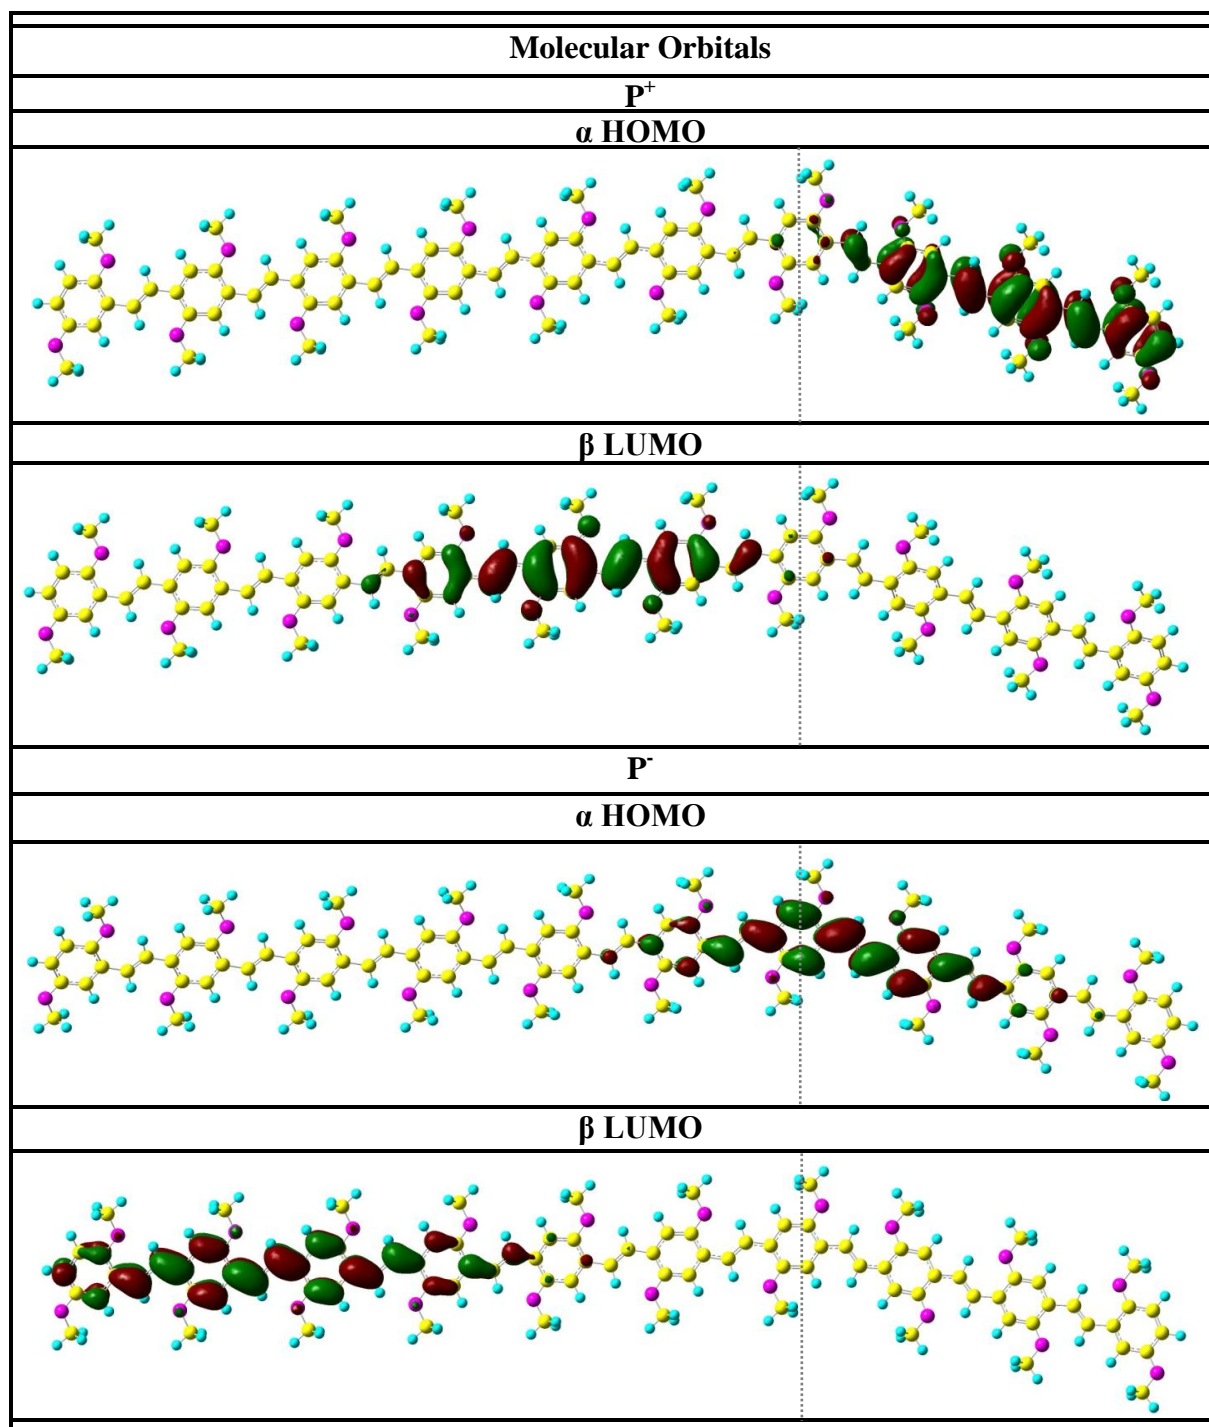 Molecular Orbitals
P⁺
α HOMO
β LUMO
P⁻
α HOMO
β LUMO